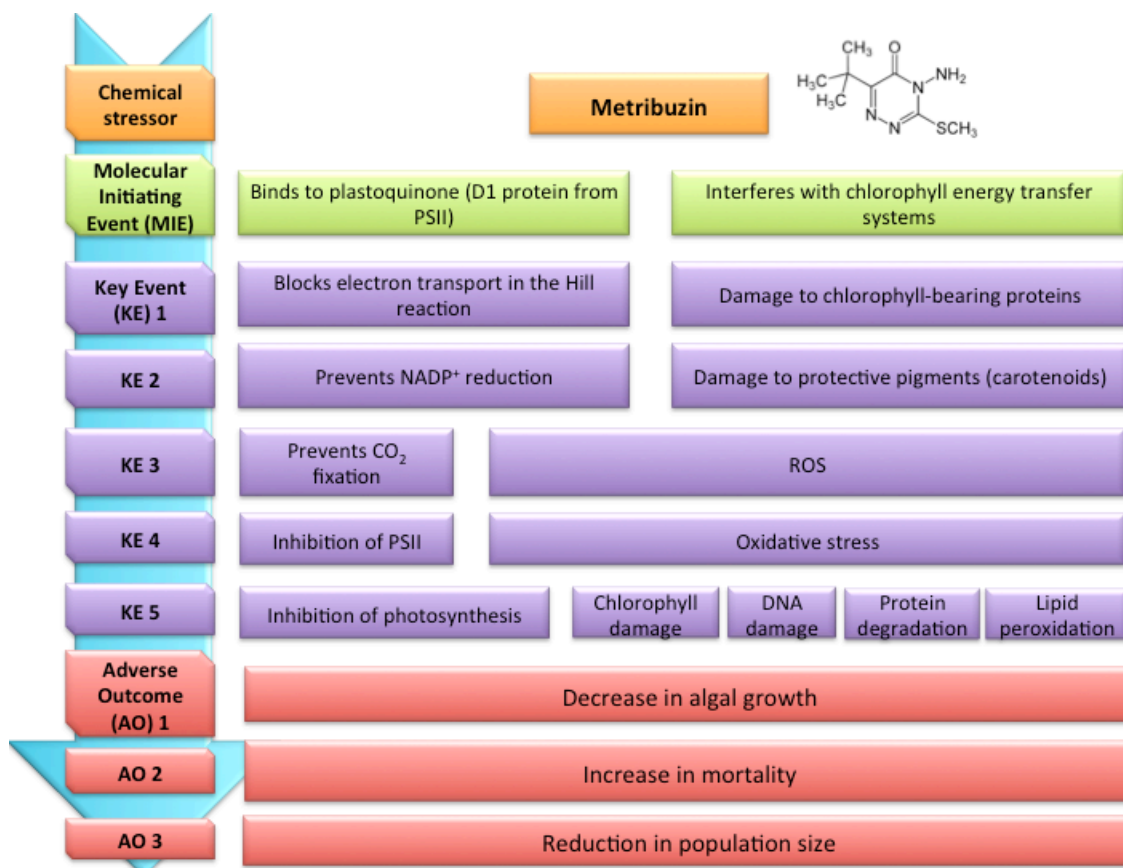 Chemical
stressor
Metribuzin
CH₃
H₃C
H₃C
O
N
NH₂
N
N
SCH₃
Molecular
Initiating
Event (MIE)
Binds to plastoquinone (D1 protein from
PSII)
Interferes with chlorophyll energy transfer
systems
Key Event
(KE) 1
Blocks electron transport in the Hill
reaction
Damage to chlorophyll-bearing proteins
KE 2
Prevents NADP⁺ reduction
Damage to protective pigments (carotenoids)
KE 3
Prevents CO₂
fixation
ROS
KE 4
Inhibition of PSII
Oxidative stress
KE 5
Inhibition of photosynthesis
Chlorophyll
damage
DNA
damage
Protein
degradation
Lipid
peroxidation
Adverse
Outcome
(AO) 1
Decrease in algal growth
AO 2
Increase in mortality
AO 3
Reduction in population size